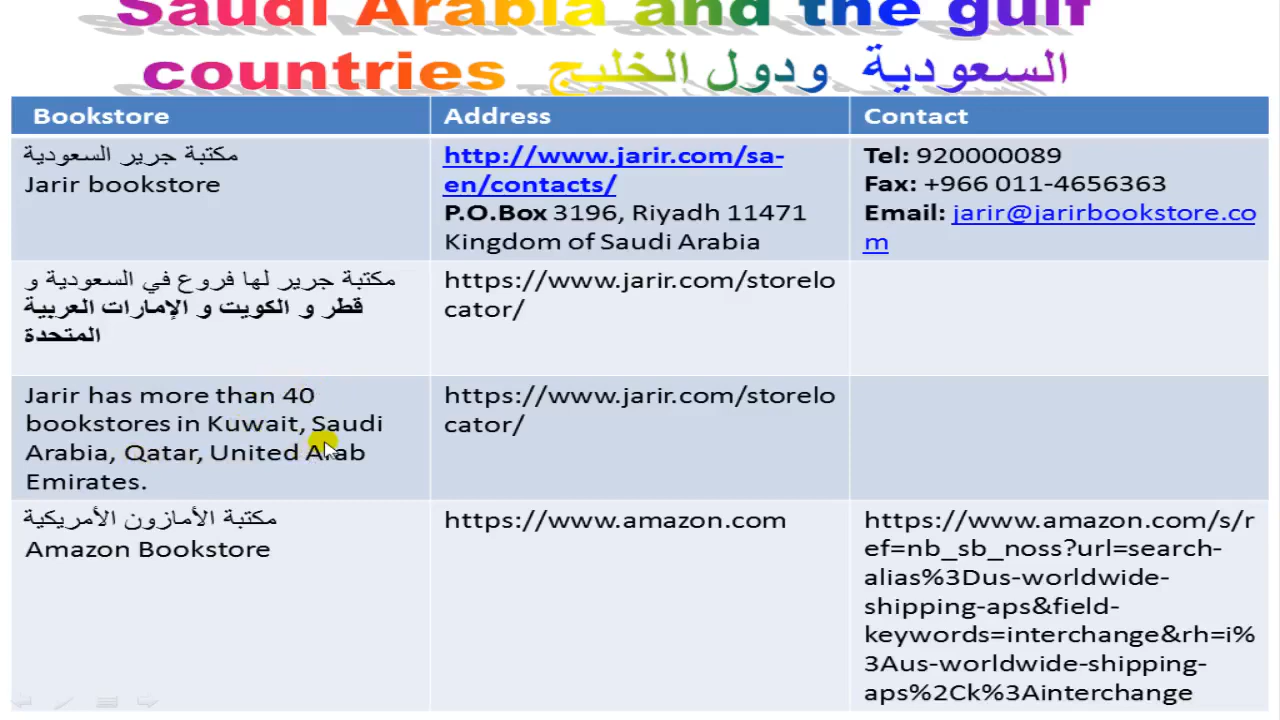 Saudi Arabia and the gulf
countries السعودية ودول الخليج
Bookstore
Address
Contact
مكتبة جرير السعودية
Jarir bookstore
http://www.jarir.com/sa-
en/contacts/
P.O.Box 3196, Riyadh 11471
Kingdom of Saudi Arabia
Tel: 920000089
Fax: +966 011-4656363
Email: jarir@jarirbookstore.co
m
مكتبة جرير لها فروع في السعودية و
قطر و الكويت و الإمارات العربية
المتحدة
https://www.jarir.com/storelo
cator/
Jarir has more than 40
bookstores in Kuwait, Saudi
Arabia, Qatar, United Arab
Emirates.
https://www.jarir.com/storelo
cator/
مكتبة الأمازون الأمريكية
Amazon Bookstore
https://www.amazon.com
https://www.amazon.com/s/r
ef=nb_sb_noss?url=search-
alias%3Dus-worldwide-
shipping-aps&field-
keywords=interchange&rh=i%
3Aus-worldwide-shipping-
aps%2Ck%3Ainterchange